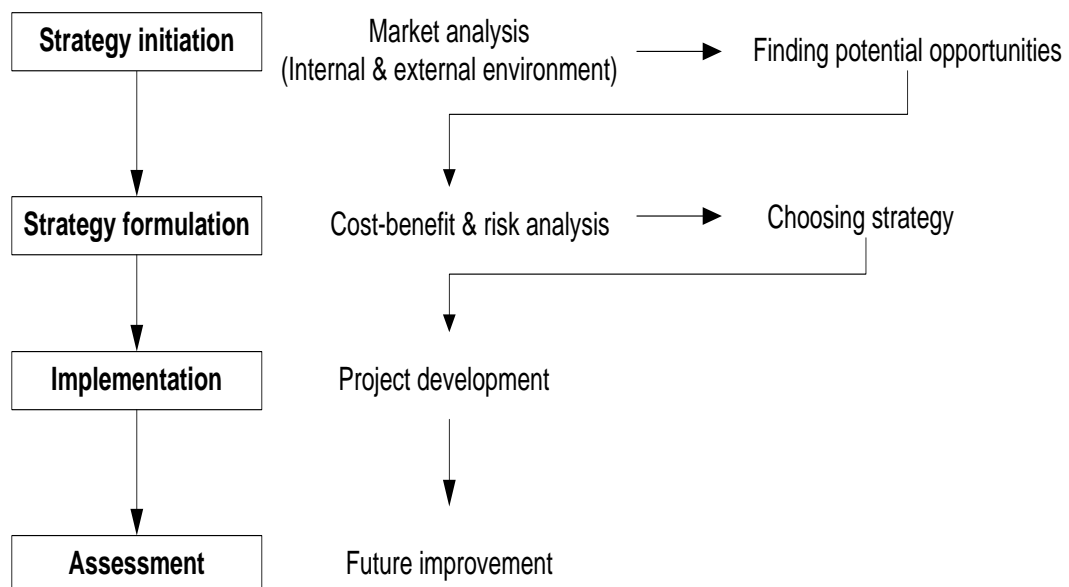 Strategy initiation
Market analysis
(Internal & external environment)
Finding potential opportunities
Strategy formulation
Cost-benefit & risk analysis
Choosing strategy
Implementation
Project development
Assessment
Future improvement